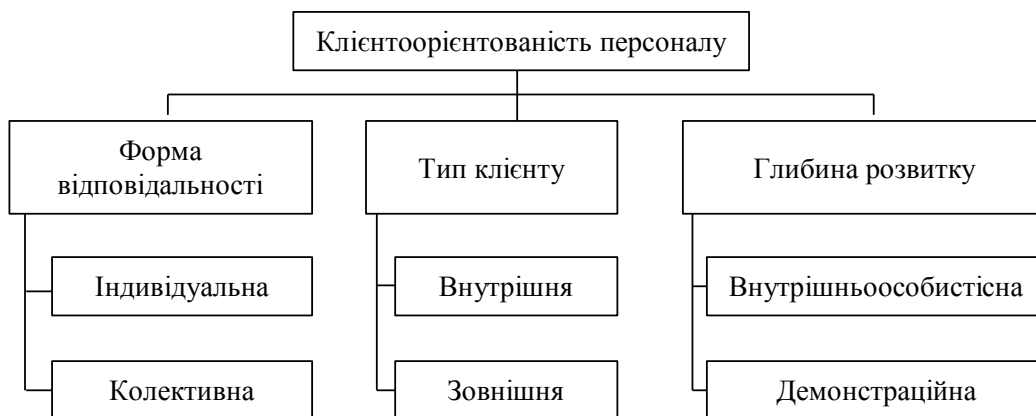 Клієнтоорієнтованість персоналу
Форма
відповідальності
Тип клієнту
Глибина розвитку
Індивідуальна
Внутрішня
Внутрішньоособистісна
Колективна
Зовнішня
Демонстраційна